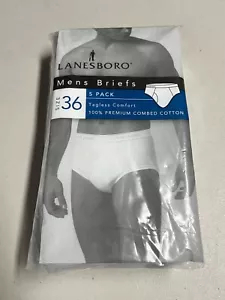 LANESBORO®
Mens Briefs
SIZE 36
5 PACK
Tagless Comfort
100% PREMIUM COMBED COTTON